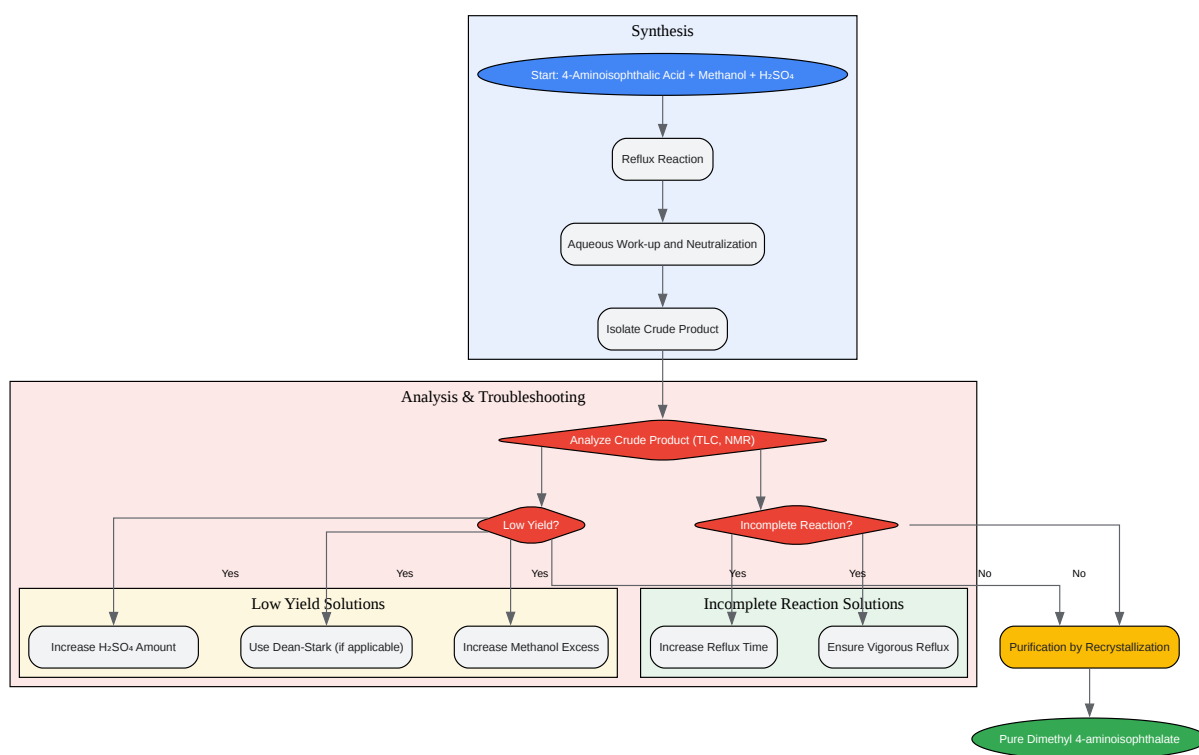 Synthesis
Start: 4-Aminoisophthalic Acid + Methanol + H₂SO₄
Reflux Reaction
Aqueous Work-up and Neutralization
Isolate Crude Product
Analysis & Troubleshooting
Analyze Crude Product (TLC, NMR)
Low Yield?
Incomplete Reaction?
Yes
Yes
Yes
Yes
Yes
No
No
Low Yield Solutions
Incomplete Reaction Solutions
Increase H₂SO₄ Amount
Use Dean-Stark (if applicable)
Increase Methanol Excess
Increase Reflux Time
Ensure Vigorous Reflux
Purification by Recrystallization
Pure Dimethyl 4-aminoisophthalate